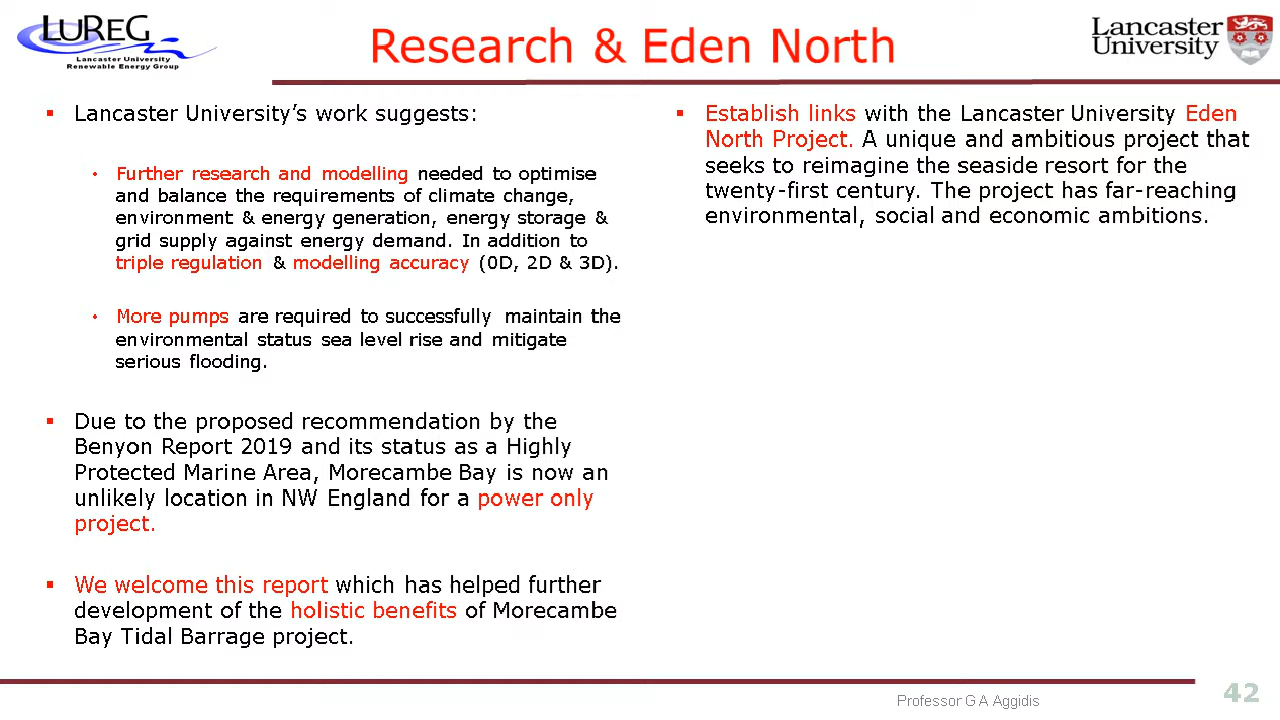 LUREG
Lancaster University
Renewable Energy Group
Research & Eden North
Lancaster
University
▪ Lancaster University's work suggests:
• Further research and modelling needed to optimise
and balance the requirements of climate change,
environment & energy generation, energy storage &
grid supply against energy demand. In addition to
triple regulation & modelling accuracy (0D, 2D & 3D).
• More pumps are required to successfully maintain the
environmental status sea level rise and mitigate
serious flooding.
▪ Due to the proposed recommendation by the
Benyon Report 2019 and its status as a Highly
Protected Marine Area, Morecambe Bay is now an
unlikely location in NW England for a power only
project.
▪ We welcome this report which has helped further
development of the holistic benefits of Morecambe
Bay Tidal Barrage project.
▪ Establish links with the Lancaster University Eden
North Project. A unique and ambitious project that
seeks to reimagine the seaside resort for the
twenty-first century. The project has far-reaching
environmental, social and economic ambitions.
Professor G A Aggidis
42